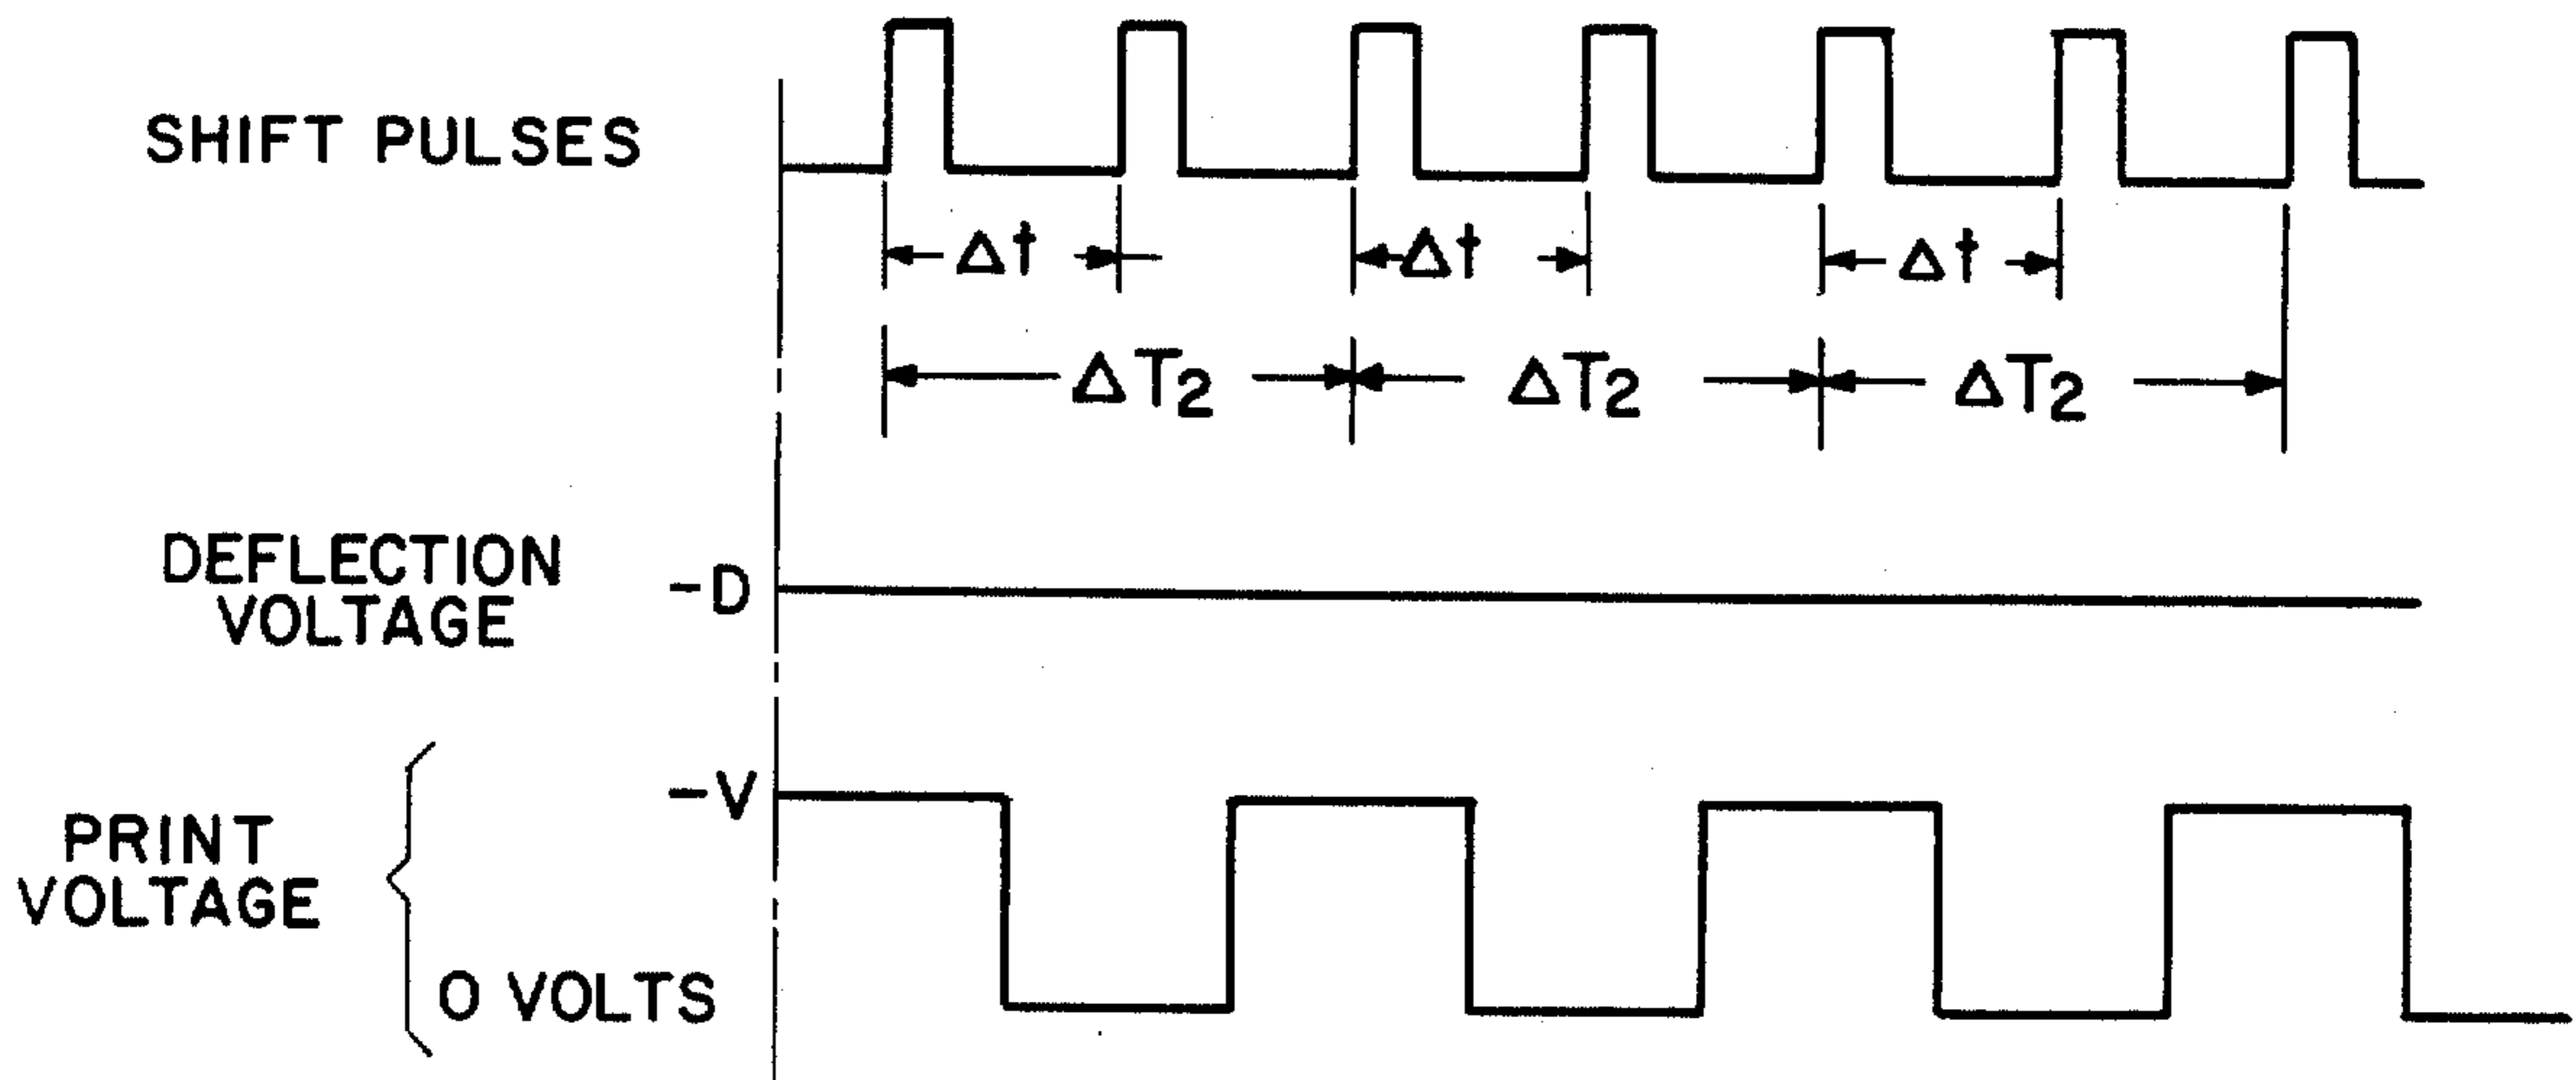 SHIFT PULSES
Δt Δt Δt
ΔT2 ΔT2 ΔT2
DEFLECTION
VOLTAGE
-D
-V
PRINT
VOLTAGE
0 VOLTS